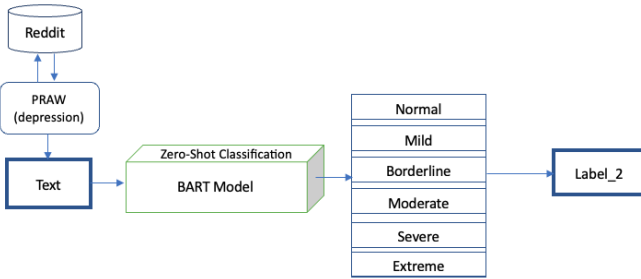 Reddit
PRAW
(depression)
Text
Zero-Shot Classification
BART Model
Normal
Mild
Borderline
Moderate
Severe
Extreme
Label_2